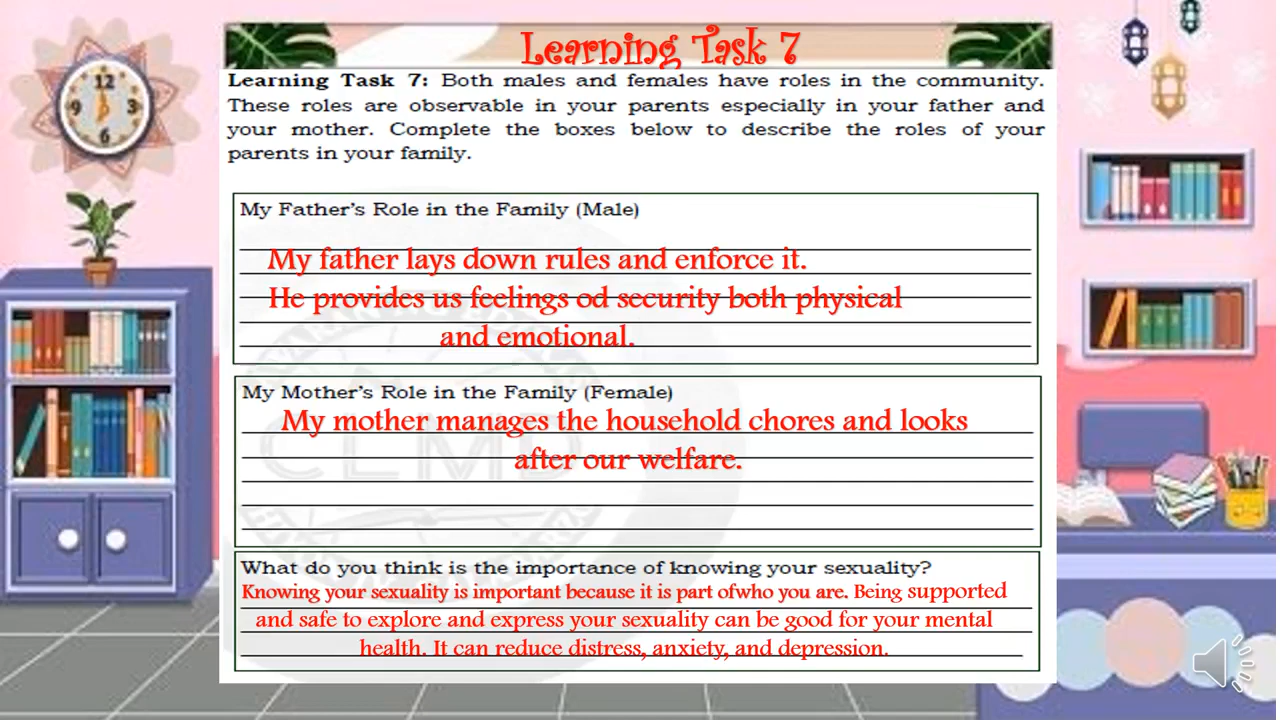 Learning Task 7
Learning Task 7: Both males and females have roles in the community.
These roles are observable in your parents especially in your father and
your mother. Complete the boxes below to describe the roles of your
parents in your family.
My Father's Role in the Family (Male)
My father lays down rules and enforce it.
He provides us feelings od security both physical
and emotional.
My Mother's Role in the Family (Female)
My mother manages the household chores and looks
after our welfare.
What do you think is the importance of knowing your sexuality?
Knowing your sexuality is important because it is part ofwho you are. Being supported
and safe to explore and express your sexuality can be good for your mental
health. It can reduce distress, anxiety, and depression.
12
3
6
9
CLMD